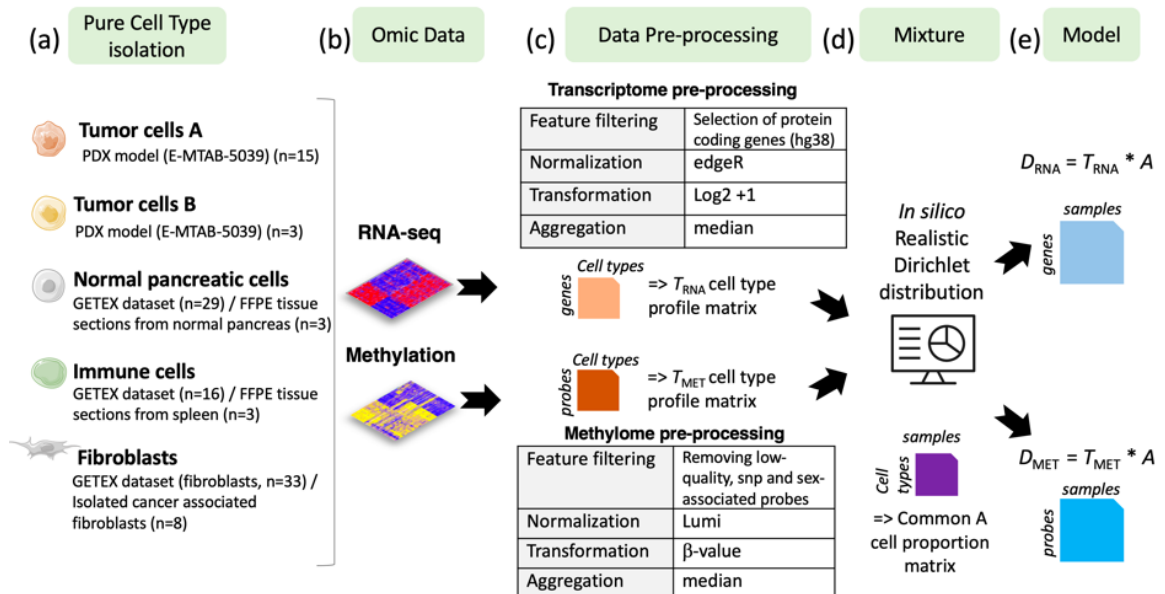 (a)
Pure Cell Type
isolation
(b)
Omic Data
(c)
Data Pre-processing
(d)
Mixture
(e)
Model
Tumor cells A
PDX model (E-MTAB-5039) (n=15)
Tumor cells B
PDX model (E-MTAB-5039) (n=3)
Normal pancreatic cells
GETEX dataset (n=29) / FFPE tissue
sections from normal pancreas (n=3)
Immune cells
GETEX dataset (n=16) / FFPE tissue
sections from spleen (n=3)
Fibroblasts
GETEX dataset (fibroblasts, n=33) /
Isolated cancer associated
fibroblasts (n=8)
RNA-seq
Methylation
Transcriptome pre-processing
Feature filtering
Selection of protein
coding genes (hg38)
Normalization
edgeR
Transformation
Log2 +1
Aggregation
median
Cell types
genes
=> TRNA cell type
profile matrix
Cell types
probes
=> TMET cell type
profile matrix
Methylome pre-processing
Feature filtering
Removing low-
quality, snp and sex-
associated probes
Normalization
Lumi
Transformation
β-value
Aggregation
median
In silico
Realistic
Dirichlet
distribution
samples
Cell
types
=> Common A
cell proportion
matrix
DRNA = TRNA * A
samples
genes
DMET = TMET * A
samples
probes